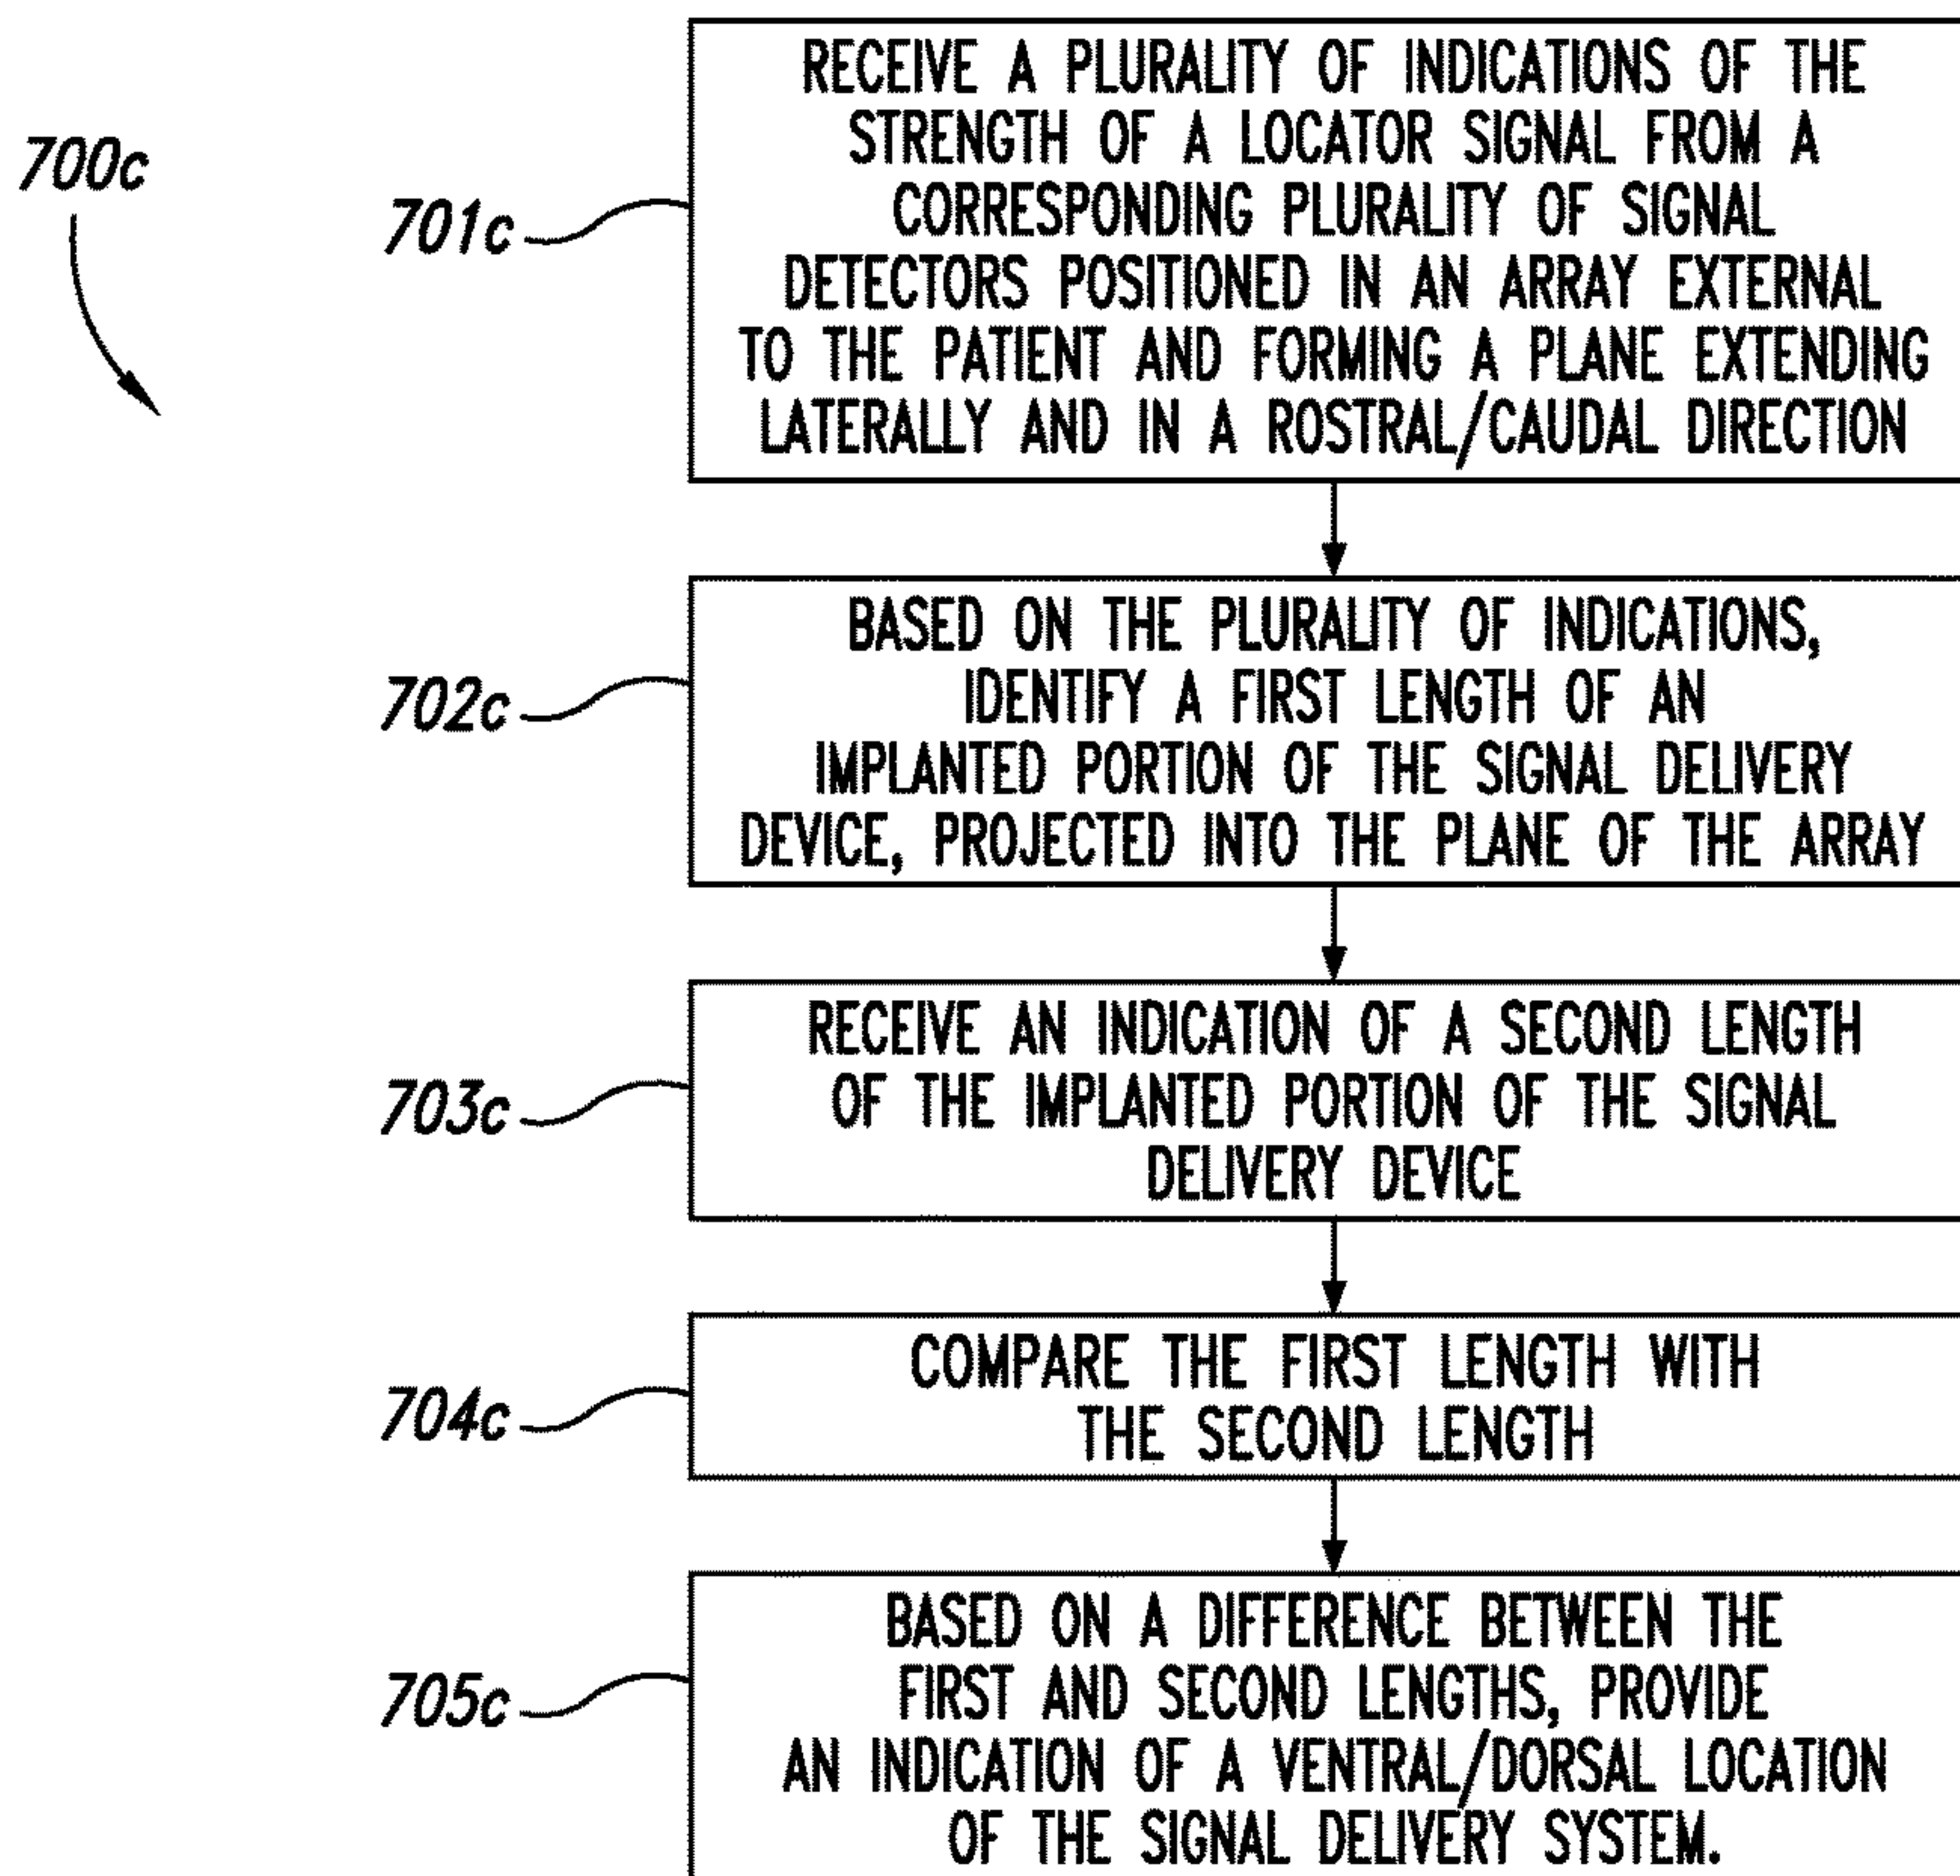 700c
701c
RECEIVE A PLURALITY OF INDICATIONS OF THE
STRENGTH OF A LOCATOR SIGNAL FROM A
CORRESPONDING PLURALITY OF SIGNAL
DETECTORS POSITIONED IN AN ARRAY EXTERNAL
TO THE PATIENT AND FORMING A PLANE EXTENDING
LATERALLY AND IN A ROSTRAL/CAUDAL DIRECTION
702c
BASED ON THE PLURALITY OF INDICATIONS,
IDENTIFY A FIRST LENGTH OF AN
IMPLANTED PORTION OF THE SIGNAL DELIVERY
DEVICE, PROJECTED INTO THE PLANE OF THE ARRAY
703c
RECEIVE AN INDICATION OF A SECOND LENGTH
OF THE IMPLANTED PORTION OF THE SIGNAL
DELIVERY DEVICE
704c
COMPARE THE FIRST LENGTH WITH
THE SECOND LENGTH
705c
BASED ON A DIFFERENCE BETWEEN THE
FIRST AND SECOND LENGTHS, PROVIDE
AN INDICATION OF A VENTRAL/DORSAL LOCATION
OF THE SIGNAL DELIVERY SYSTEM.